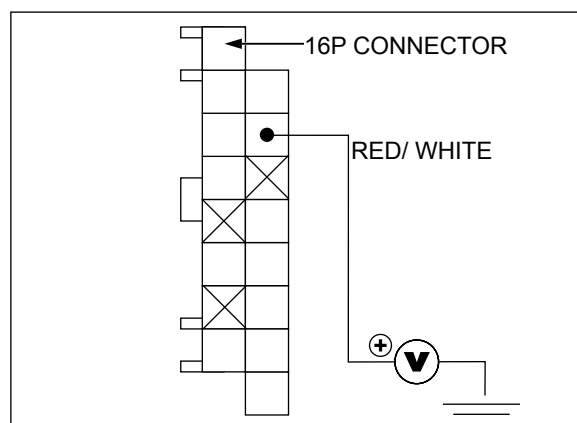 16P CONNECTOR
RED/ WHITE
+
V